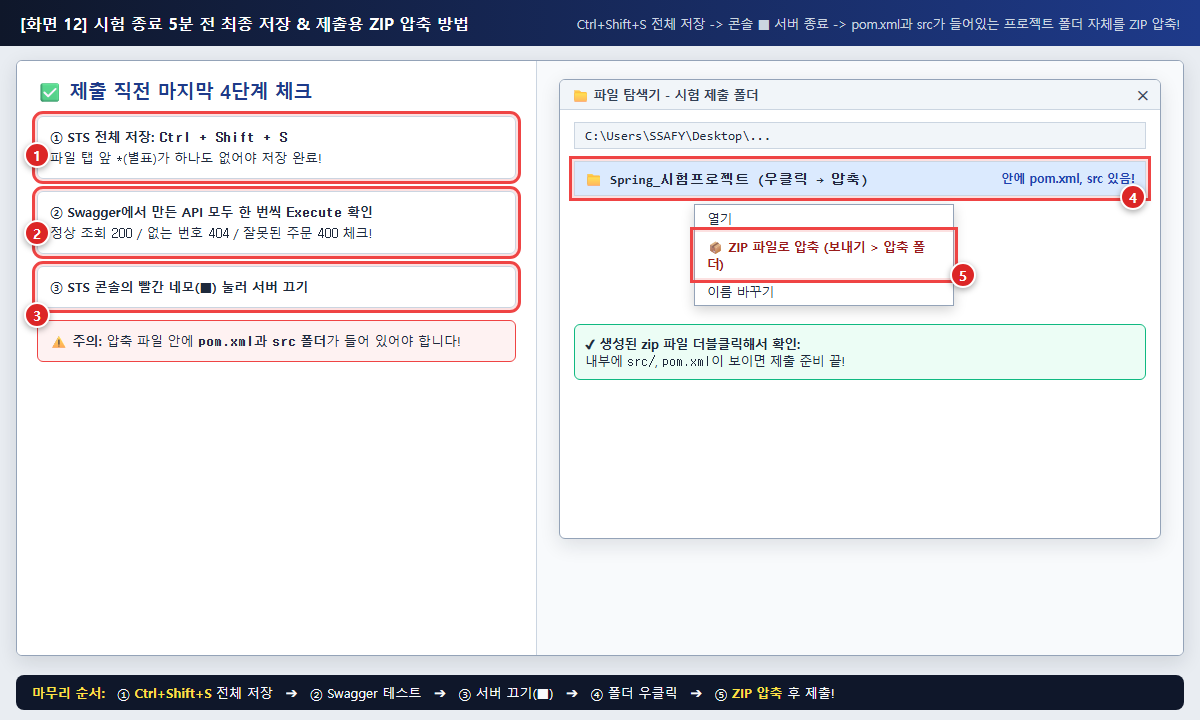 [화면 12] 시험 종료 5분 전 최종 저장 & 제출용 ZIP 압축 방법
Ctrl+Shift+S 전체 저장 -> 콘솔 ■ 서버 종료 -> pom.xml과 src가 들어있는 프로젝트 폴더 자체를 ZIP 압축!
✅ 제출 직전 마지막 4단계 체크
① STS 전체 저장: Ctrl + Shift + S
파일 탭 앞 *(별표)가 하나도 없어야 저장 완료!
1
② Swagger에서 만든 API 모두 한 번씩 Execute 확인
정상 조회 200 / 없는 번호 404 / 잘못된 주문 400 체크!
2
③ STS 콘솔의 빨간 네모(■) 눌러 서버 끄기
3
⚠️ 주의: 압축 파일 안에 pom.xml과 src 폴더가 들어 있어야 합니다!
📁 파일 탐색기 - 시험 제출 폴더
✕
C:\Users\SSAFY\Desktop\...
📁 Spring_시험프로젝트 (우클릭 → 압축)
안에 pom.xml, src 있음!
4
열기
📦 ZIP 파일로 압축 (보내기 > 압축 폴
더)
5
이름 바꾸기
✔ 생성된 zip 파일 더블클릭해서 확인:
내부에 src/, pom.xml이 보이면 제출 준비 끝!
마무리 순서: ① Ctrl+Shift+S 전체 저장 ➔ ② Swagger 테스트 ➔ ③ 서버 끄기(■) ➔ ④ 폴더 우클릭 ➔ ⑤ ZIP 압축 후 제출!